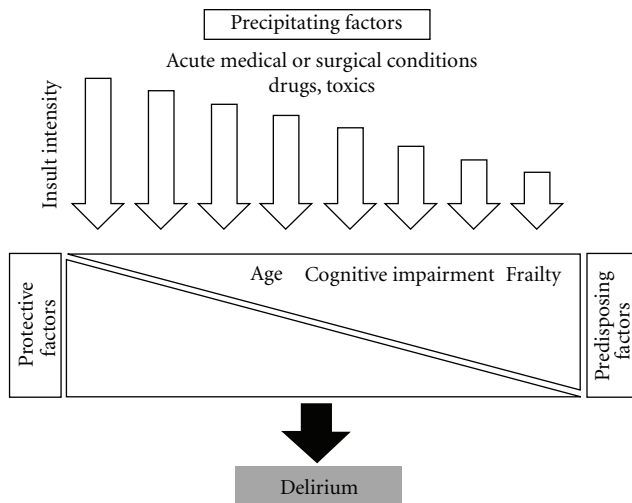 Precipitating factors
Acute medical or surgical conditions
drugs, toxics
Insult intensity
Protective
factors
Age Cognitive impairment Frailty
Predisposing
factors
Delirium